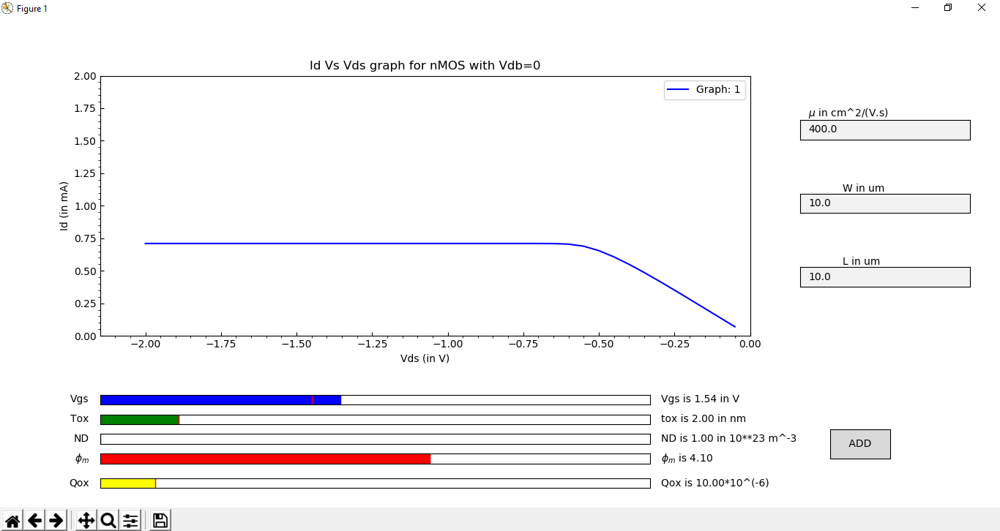 Figure 1
Id Vs Vds graph for nMOS with Vdb=0
Graph: 1
2.00
1.75
1.50
1.25
1.00
0.75
0.50
0.25
0.00
Id (in mA)
−2.00 −1.75 −1.50 −1.25 −1.00 −0.75 −0.50 −0.25 0.00
Vds (in V)
μ in cm^2/(V.s)
400.0
W in um
10.0
L in um
10.0
Vgs Vgs is 1.54 in V
Tox tox is 2.00 in nm
ND ND is 1.00 in 10**23 m^-3
ϕm ϕm is 4.10
Qox Qox is 10.00*10^(-6)
ADD